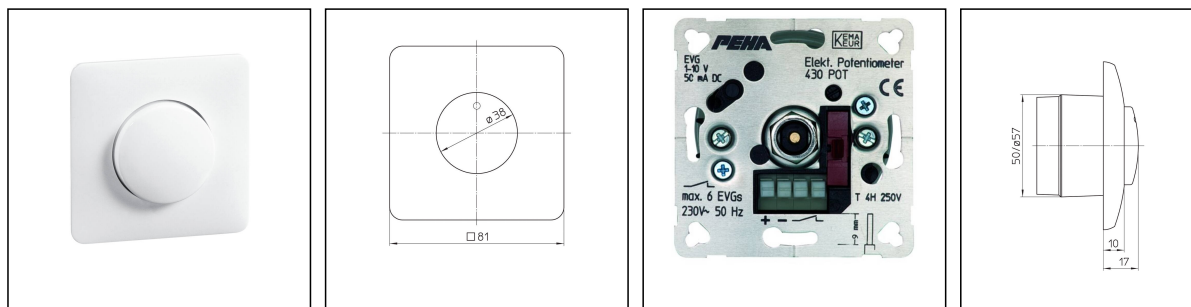 ø38
□81
PEHA
KEMA
KEUR
EVG
1-10 V
50 mA DC
Elekt. Potentiometer
430 POT
CE
max. 6 EVGs
230V~ 50 Hz
T 4H 250V
+ -
9 mm
50/ø57
10
17